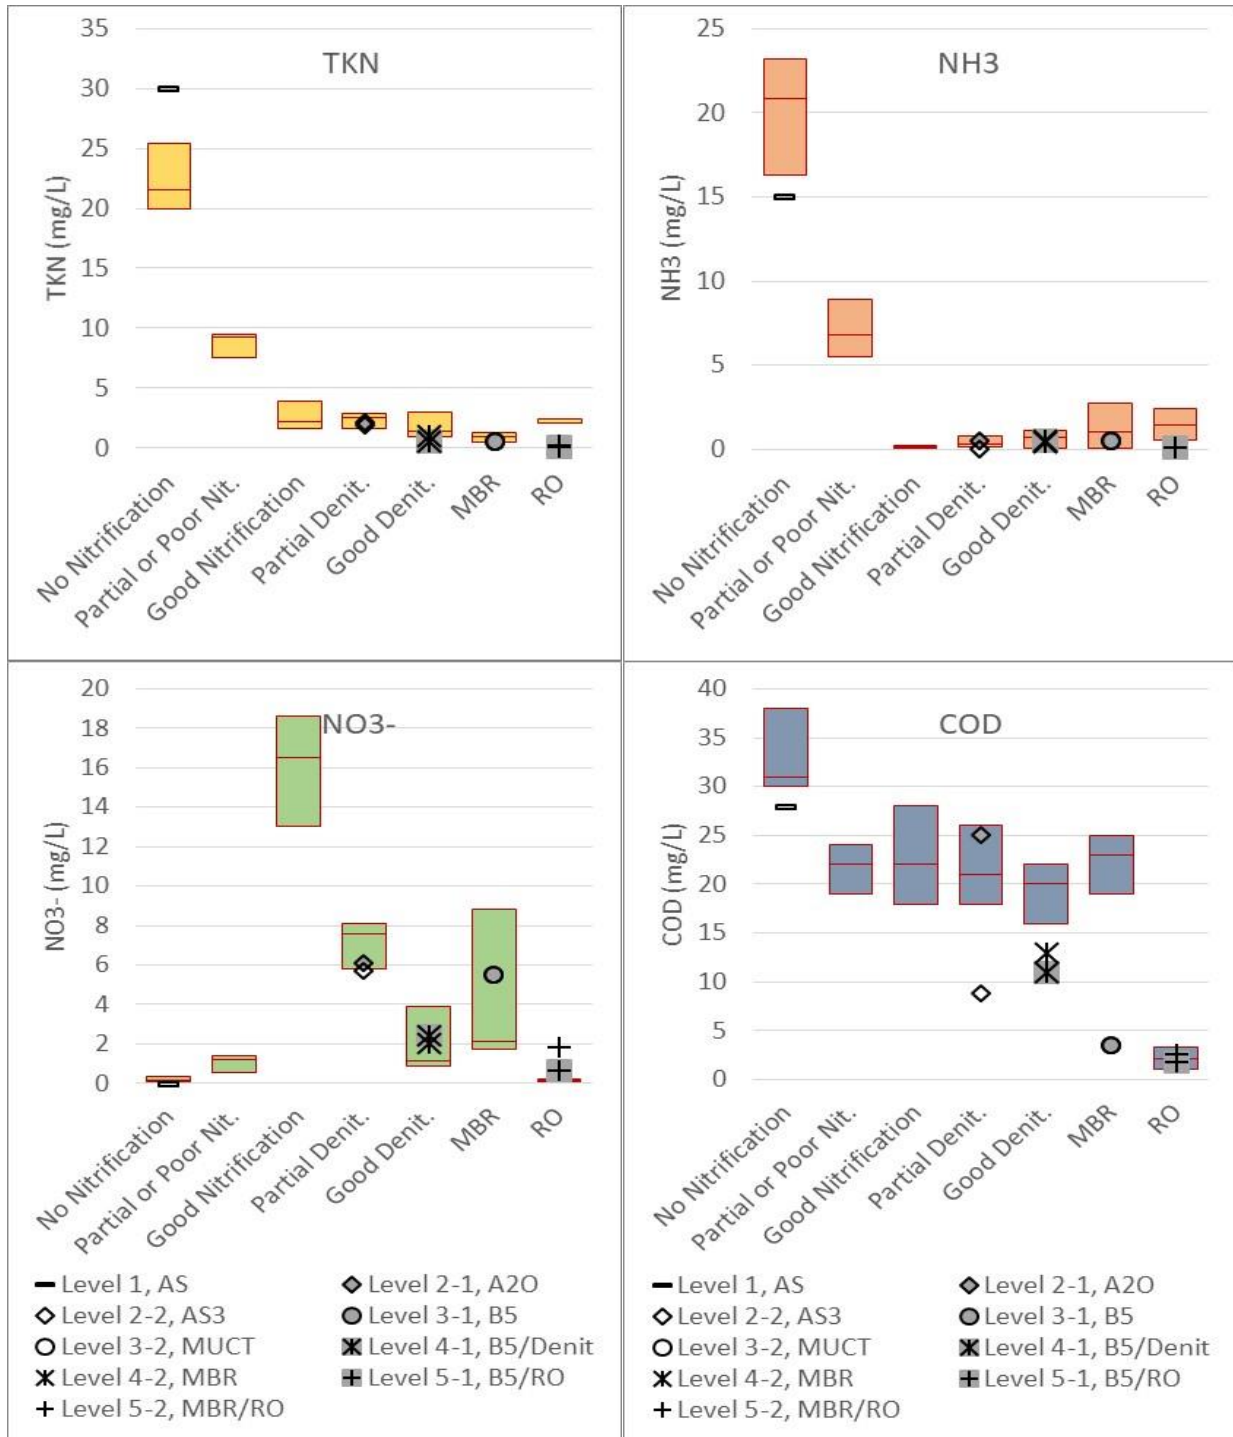 TKN
TKN (mg/L)
35
30
25
20
15
10
5
0
No Nitrification
Partial or Poor Nit.
Good Nitrification
Partial Denit.
Good Denit.
MBR
RO
NH3
NH3 (mg/L)
25
20
15
10
5
0
No Nitrification
Partial or Poor Nit.
Good Nitrification
Partial Denit.
Good Denit.
MBR
RO
NO3-
NO3- (mg/L)
20
18
16
14
12
10
8
6
4
2
0
No Nitrification
Partial or Poor Nit.
Good Nitrification
Partial Denit.
Good Denit.
MBR
RO
Level 1, AS
Level 2-1, A2O
Level 2-2, AS3
Level 3-1, B5
Level 3-2, MUCT
Level 4-1, B5/Denit
Level 4-2, MBR
Level 5-1, B5/RO
Level 5-2, MBR/RO
COD
COD (mg/L)
40
35
30
25
20
15
10
5
0
No Nitrification
Partial or Poor Nit.
Good Nitrification
Partial Denit.
Good Denit.
MBR
RO
Level 1, AS
Level 2-1, A2O
Level 2-2, AS3
Level 3-1, B5
Level 3-2, MUCT
Level 4-1, B5/Denit
Level 4-2, MBR
Level 5-1, B5/RO
Level 5-2, MBR/RO